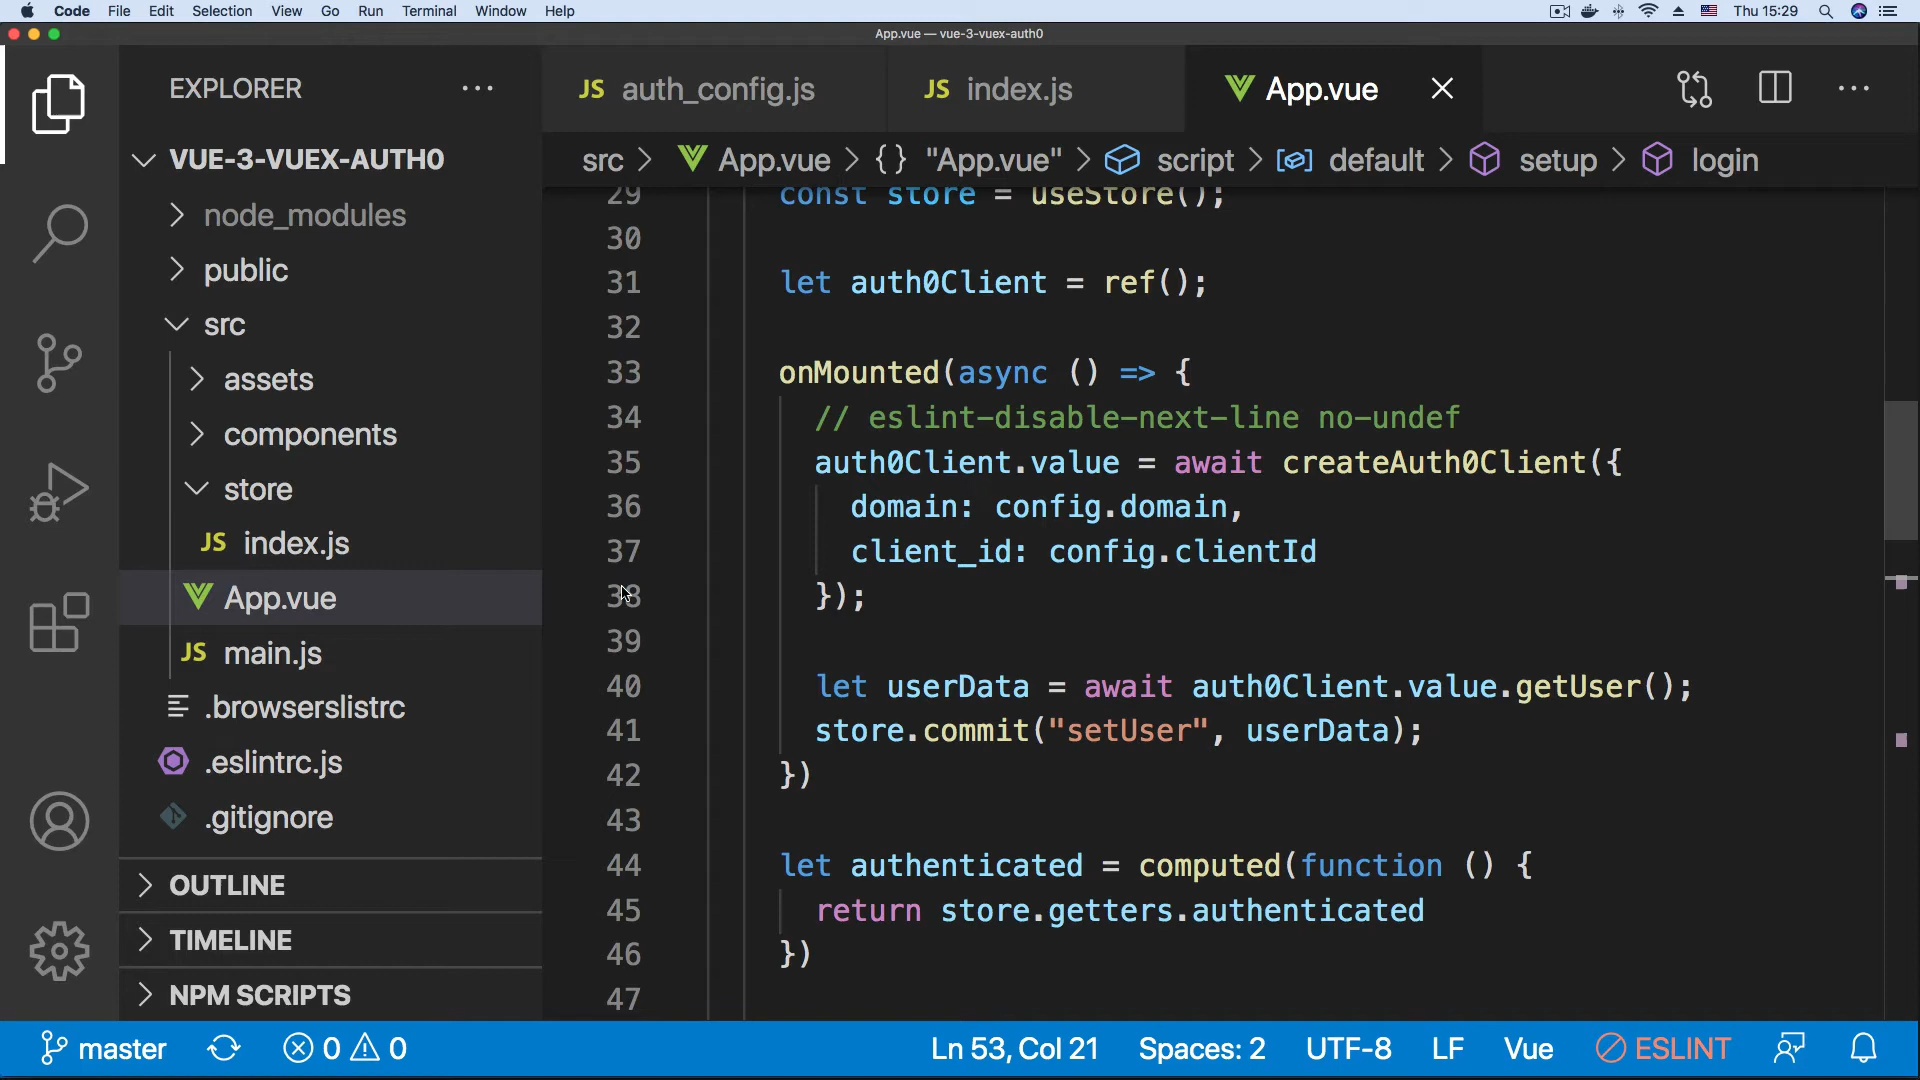 Code File Edit Selection View Go Run Terminal Window Help Thu 15:29
App.vue — vue-3-vuex-auth0
EXPLORER
VUE-3-VUEX-AUTH0
node_modules
public
src
assets
components
store
JS index.js
App.vue
JS main.js
.browserslistrc
.eslintrc.js
.gitignore
OUTLINE
TIMELINE
NPM SCRIPTS
JS auth_config.js JS index.js App.vue
src > App.vue > {} "App.vue" > script > default > setup > login
29 const store = useStore();
30
31 let auth0Client = ref();
32
33 onMounted(async () => {
34 // eslint-disable-next-line no-undef
35 auth0Client.value = await createAuth0Client({
36 domain: config.domain,
37 client_id: config.clientId
38 });
39
40 let userData = await auth0Client.value.getUser();
41 store.commit("setUser", userData);
42 })
43
44 let authenticated = computed(function () {
45 return store.getters.authenticated
46 })
47
master 0 0 Ln 53, Col 21 Spaces: 2 UTF-8 LF Vue ESLINT